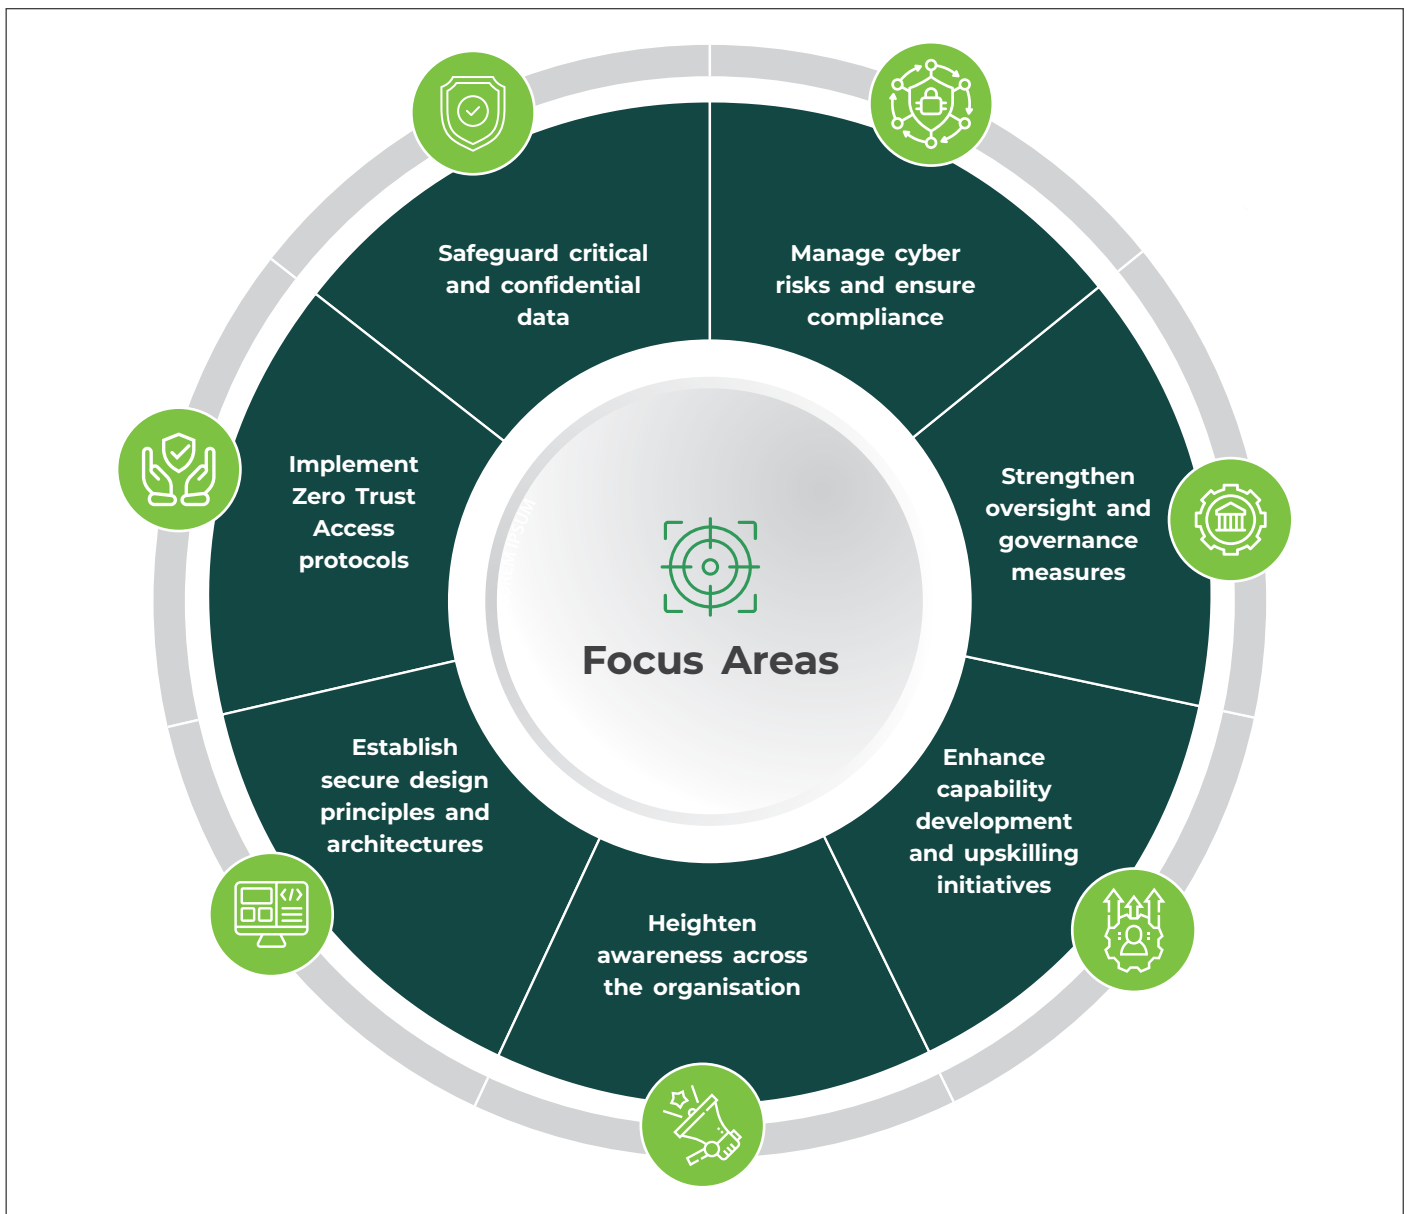 Safeguard critical
and confidential
data
Manage cyber
risks and ensure
compliance
Implement
Zero Trust
Access
protocols
Strengthen
oversight and
governance
measures
Focus Areas
Establish
secure design
principles and
architectures
Enhance
capability
development
and upskilling
initiatives
Heighten
awareness across
the organisation